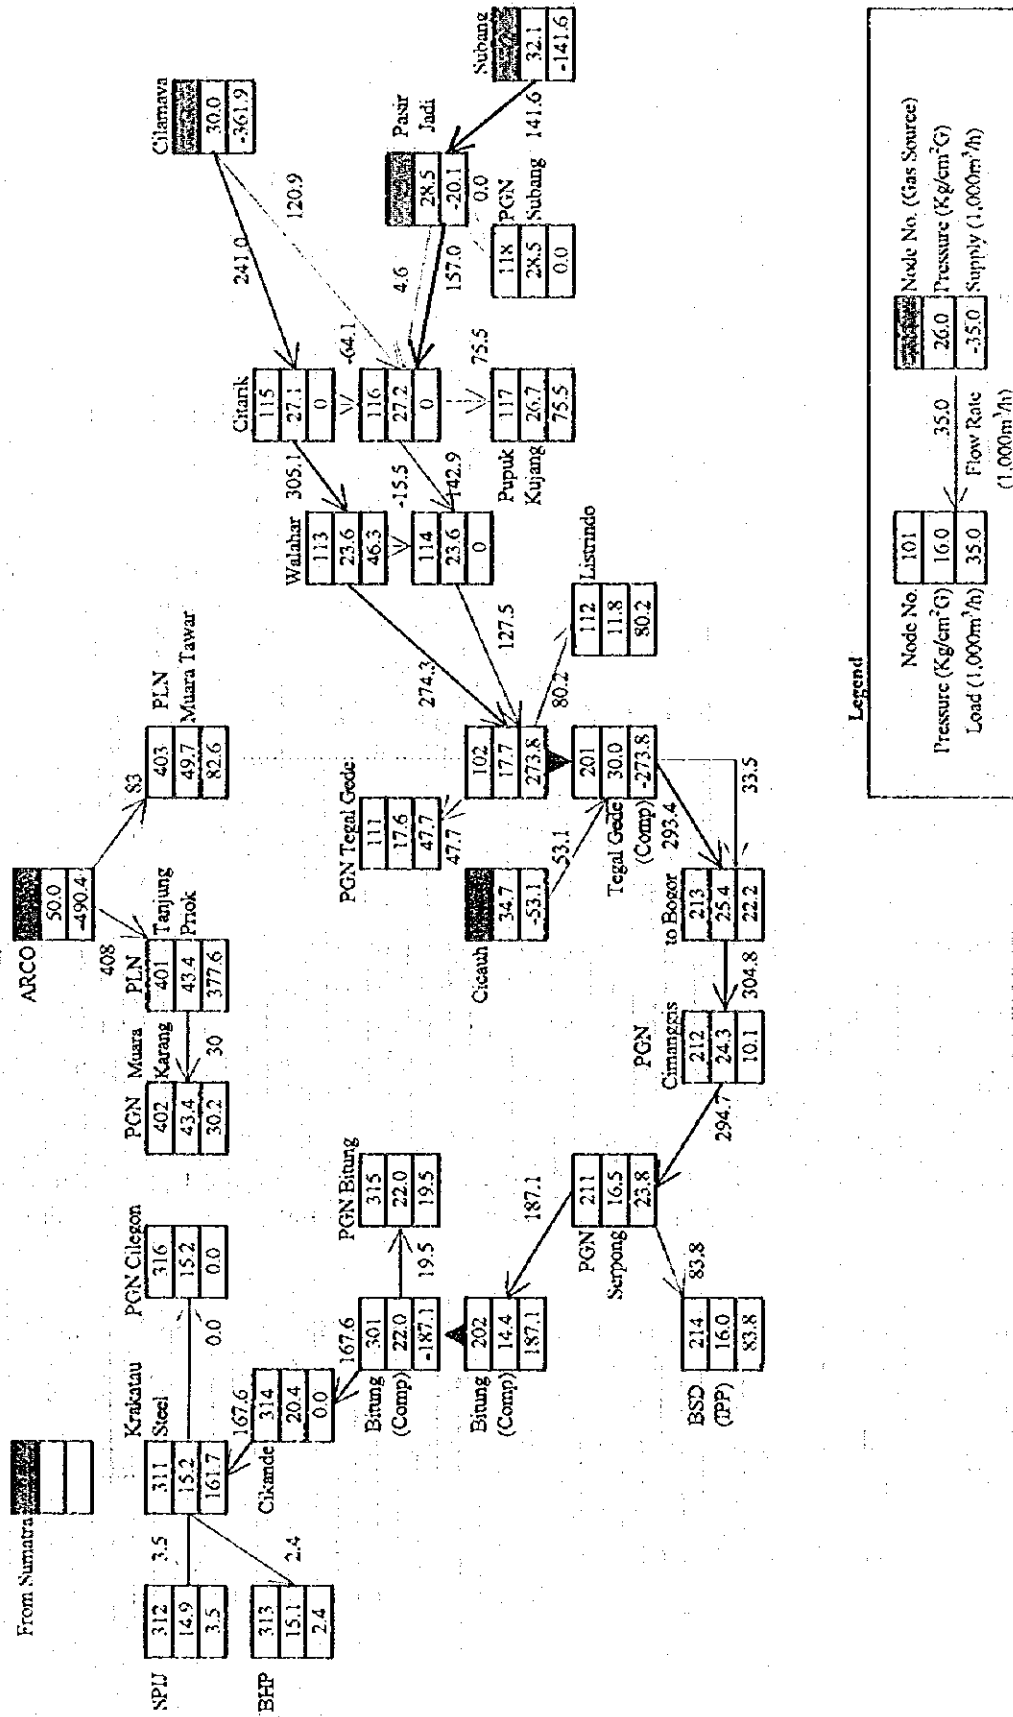 From Sumatra
SPIJ
312
14.9
3.5
3.5
BHP
313
15.1
2.4
2.4
Krakatau
Steel
311
15.2
161.7
PGN Cilegon
316
15.2
0.0
0.0
167.6
Cikande
314
20.4
0.0
167.6
Bitung
(Comp)
301
22.0
-187.1
PGN Bitung
315
22.0
19.5
19.5
Bitung
(Comp)
202
14.4
187.1
187.1
PGN
Serpong
211
16.5
23.8
BSD
(IPP)
214
16.0
83.8
83.8
ARCO
50.0
-490.4
408
83
PGN Muara
Karang
402
43.4
30.2
30
PLN Tanjung
Priok
401
43.4
377.6
PLN
Muara Tawar
403
49.7
82.6
PGN Tegal Gede
111
17.6
47.7
47.7
102
17.7
273.8
Cicauh
34.7
-53.1
53.1
Tegal Gede
(Comp)
201
30.0
-273.8
293.4
33.5
to Bogor
213
25.4
22.2
304.8
PGN
Cimanggis
212
24.3
10.1
294.7
Listrindo
112
11.8
80.2
80.2
274.3
127.5
Walahar
113
23.6
46.3
-15.5
114
23.6
0
305.1
142.9
Citarik
115
27.1
0
-64.1
116
27.2
0
75.5
Pupuk
Kujang
117
26.7
75.5
241.0
120.9
Cilamaya
30.0
-361.9
4.6
157.0
Pasir
Jadi
28.5
-20.1
0.0
PGN
Subang
118
28.5
0.0
141.6
Subang
32.1
-141.6
Legend
Node No.
101
Node No. (Gas Source)
Pressure (Kg/cm²G)
16.0
35.0
26.0
Pressure (Kg/cm²G)
Load (1,000m³/h)
35.0
Flow Rate
(1,000m³/h)
-35.0
Supply (1,000m³/h)